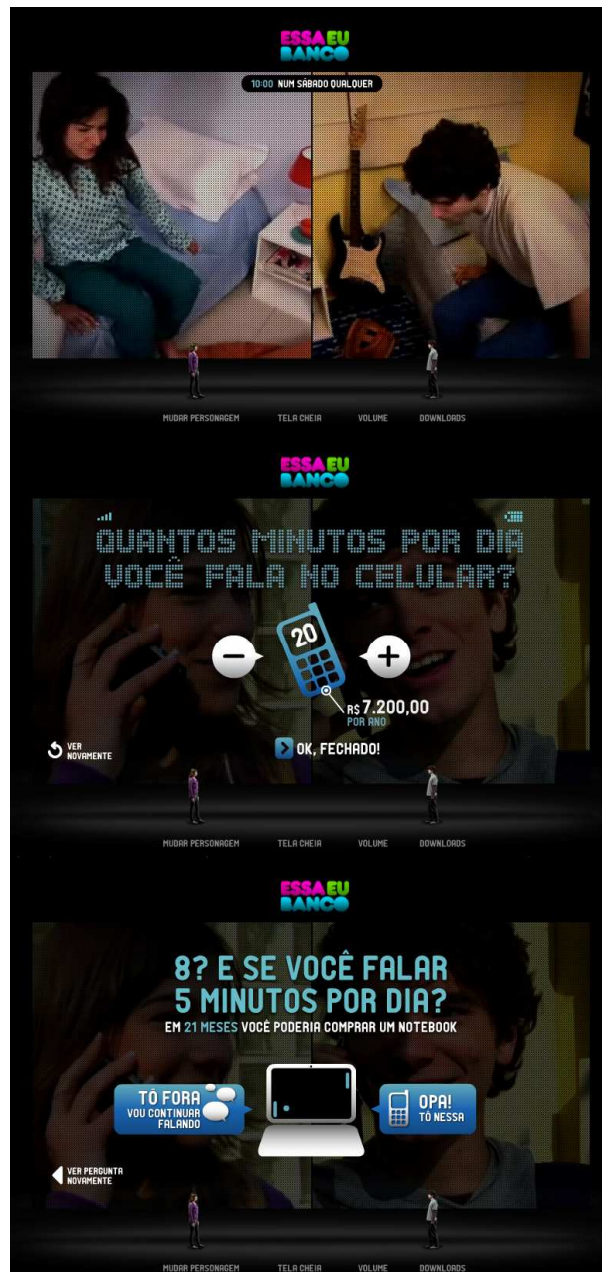 ESSA EU
BANCO
10:00 NUM SÁBADO QUALQUER
MUDAR PERSONAGEM TELA CHEIA VOLUME DOWNLOADS
ESSA EU
BANCO
QUANTOS MINUTOS POR DIA
VOCÊ FALA NO CELULAR?
20
- +
R$ 7.200,00
POR ANO
VER
NOVAMENTE
OK, FECHADO!
MUDAR PERSONAGEM TELA CHEIA VOLUME DOWNLOADS
ESSA EU
BANCO
8? E SE VOCÊ FALAR
5 MINUTOS POR DIA?
EM 21 MESES VOCÊ PODERIA COMPRAR UM NOTEBOOK
TÔ FORA
VOU CONTINUAR
FALANDO
OPA!
TÔ NESSA
VER PERGUNTA
NOVAMENTE
MUDAR PERSONAGEM TELA CHEIA VOLUME DOWNLOADS